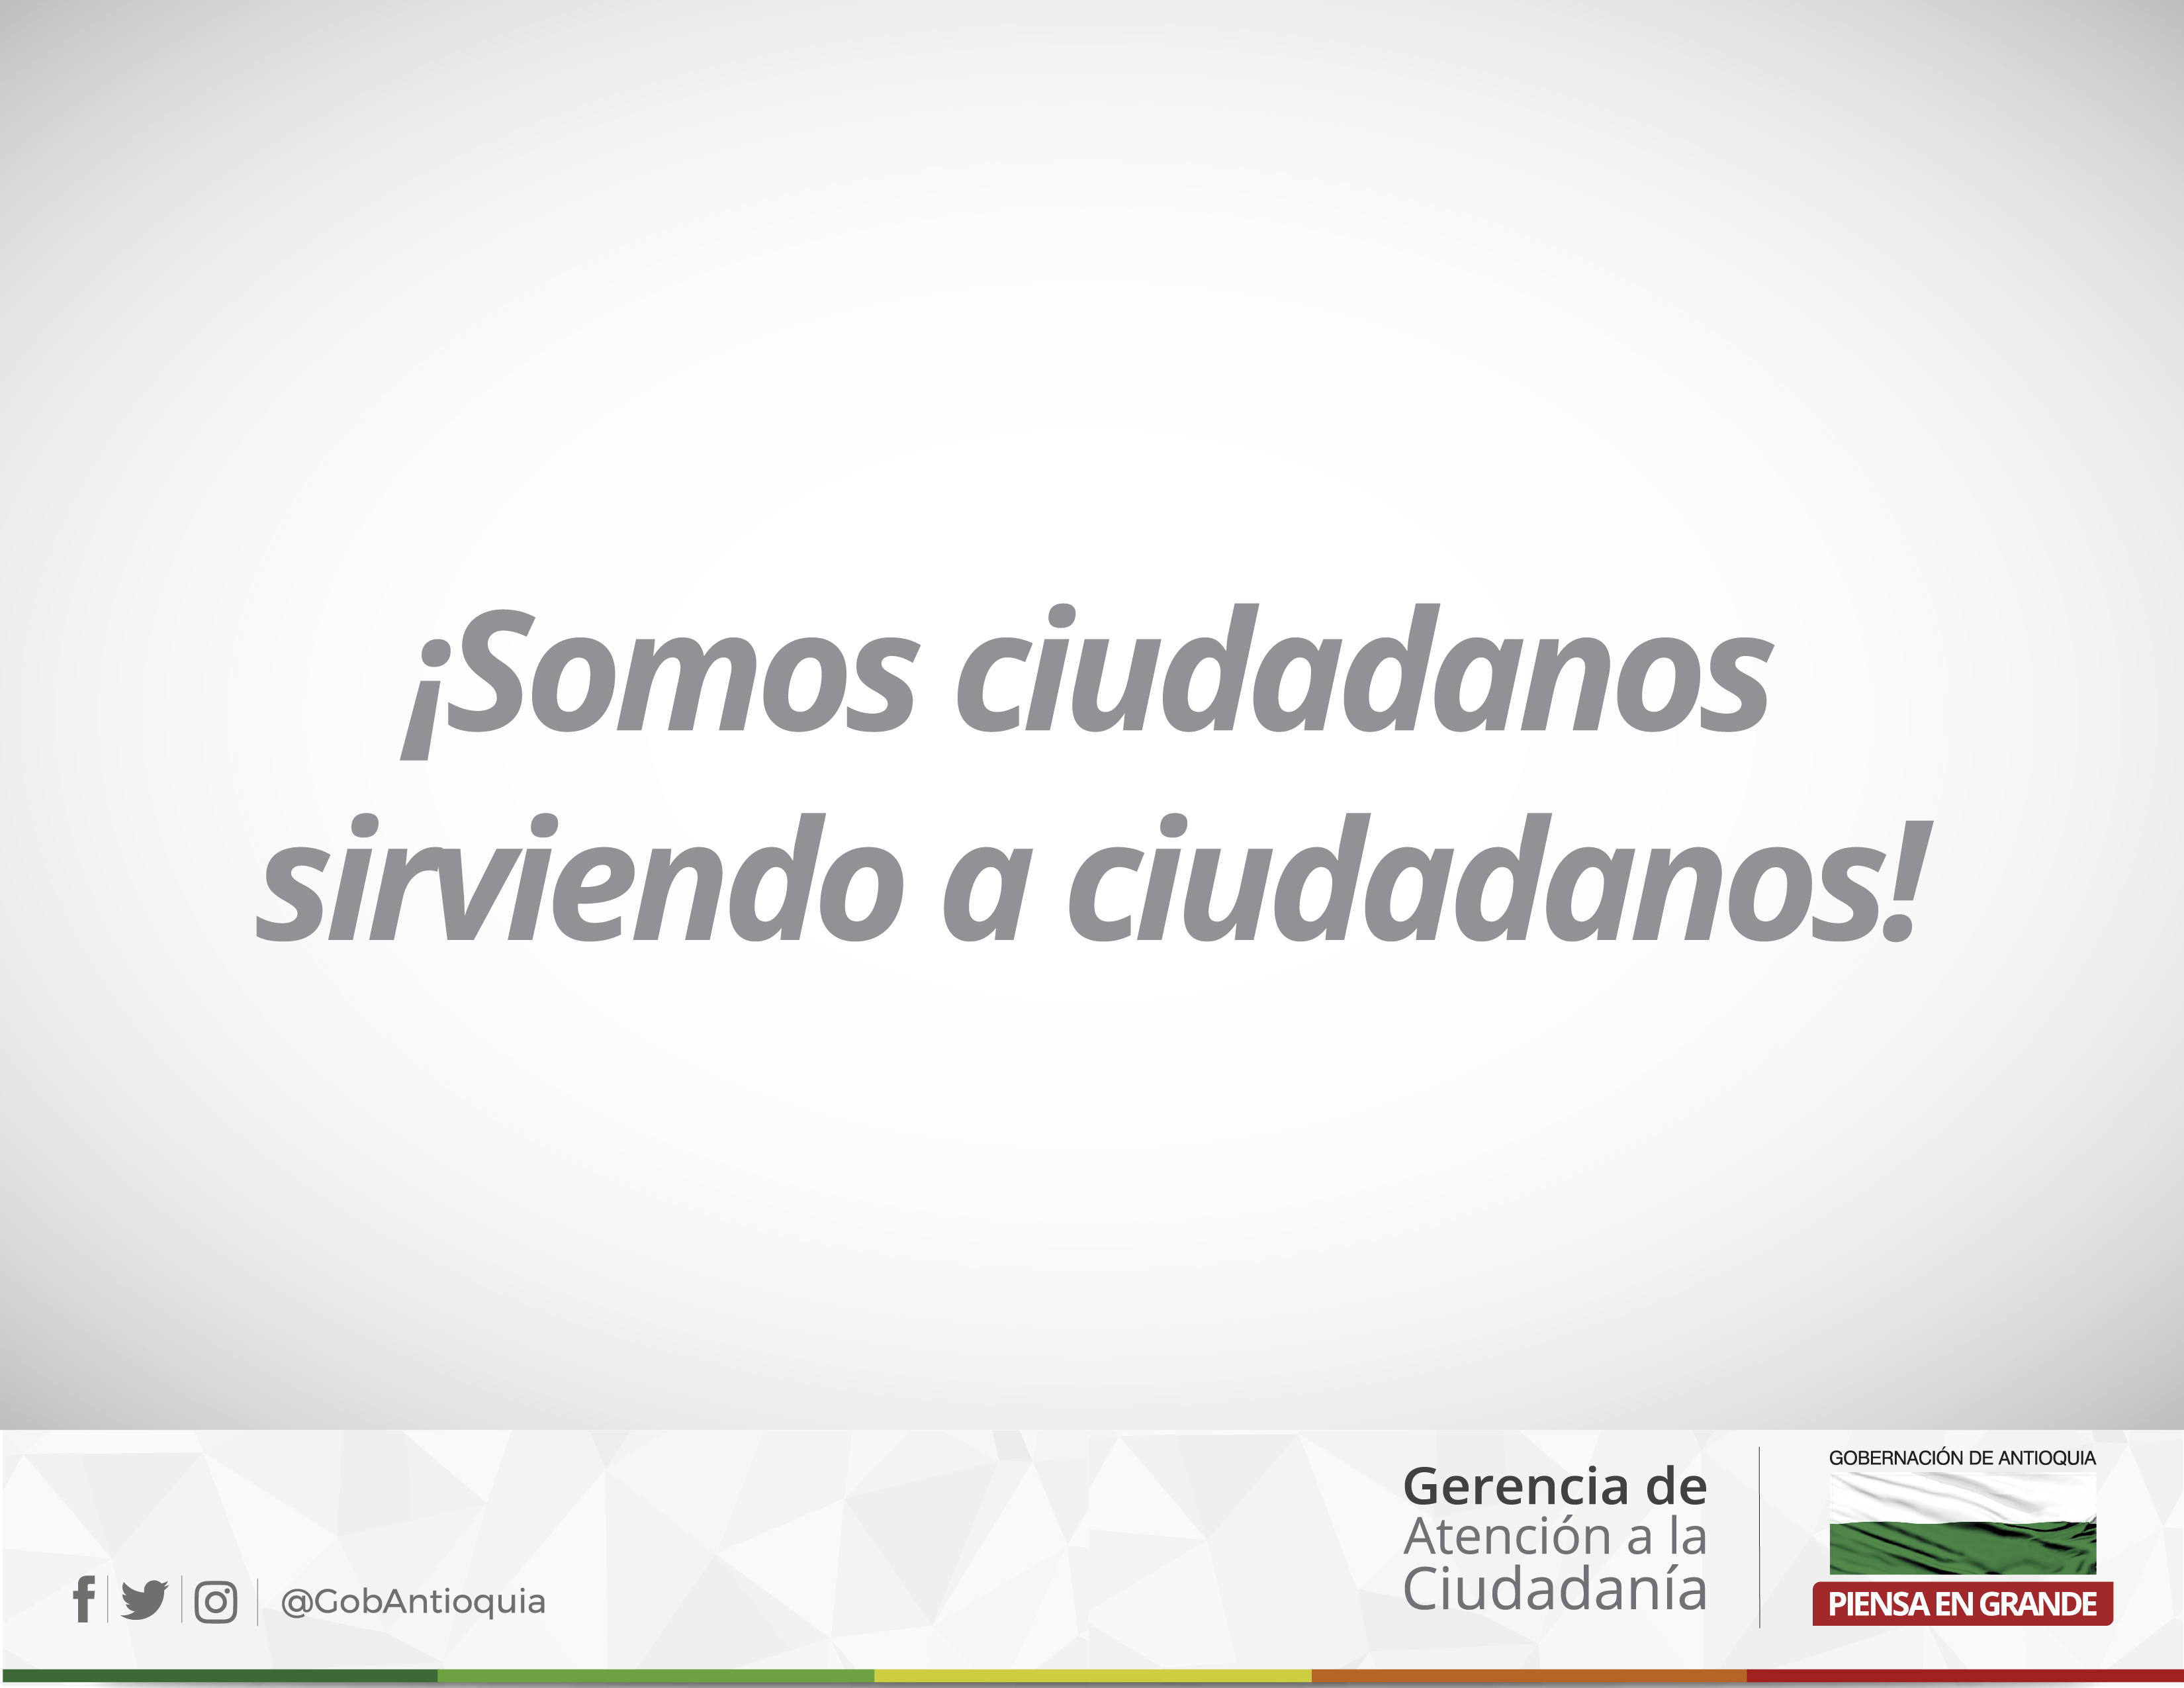 ¡Somos ciudadanos
sirviendo a ciudadanos!
@GobAntioquia
Gerencia de
Atención a la
Ciudadanía
GOBERNACIÓN DE ANTIOQUIA
PIENSA EN GRANDE